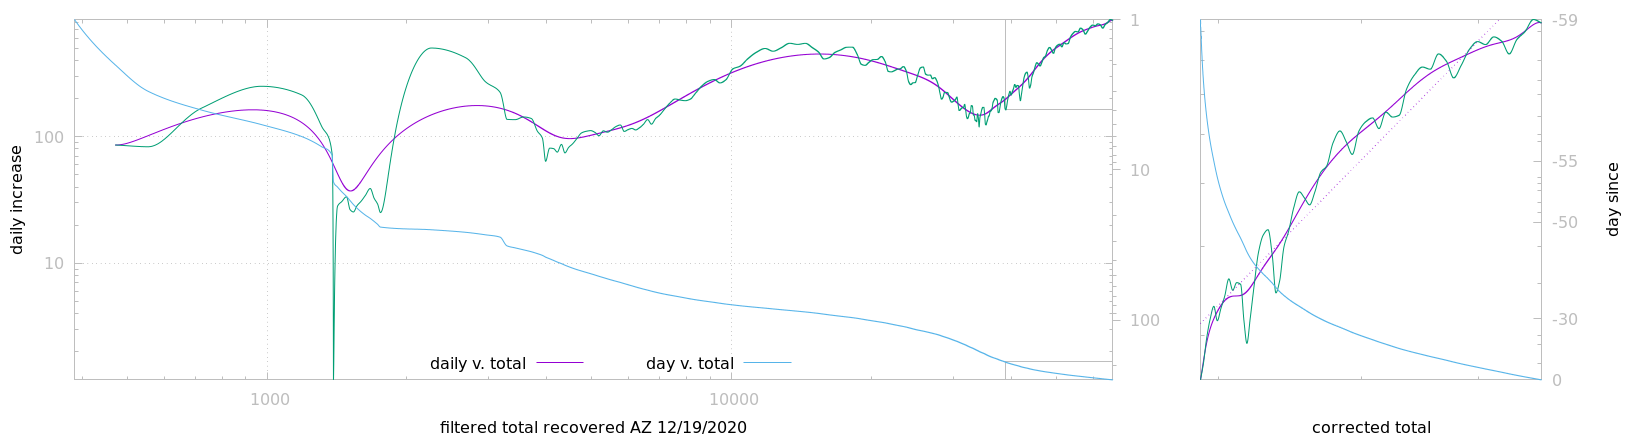 1
-59
100
daily increase
10
-55
-50
day since
10
100
-30
daily v. total
day v. total
0
1000
10000
filtered total recovered AZ 12/19/2020
corrected total